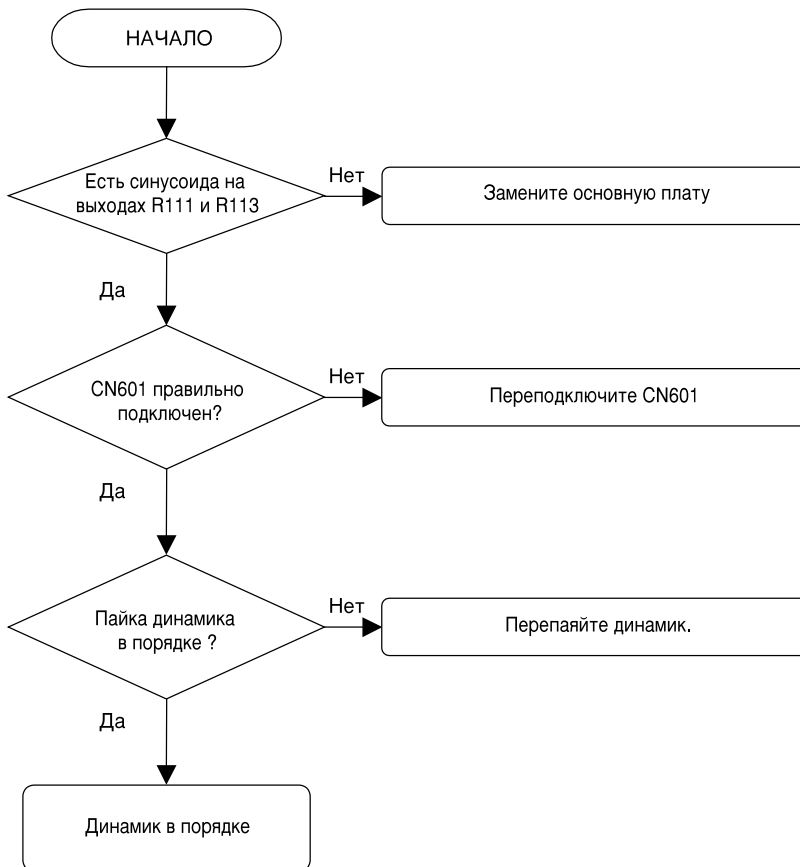 НАЧАЛО
Есть синусоида на
выходах R111 и R113
Нет
Замените основную плату
Да
CN601 правильно
подключен?
Нет
Переподключите CN601
Да
Пайка динамика
в порядке ?
Нет
Перепаяйте динамик.
Да
Динамик в порядке